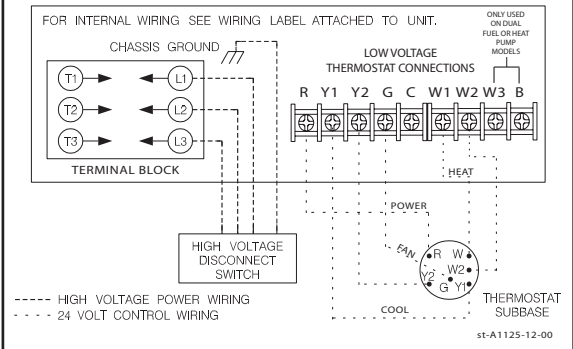 FOR INTERNAL WIRING SEE WIRING LABEL ATTACHED TO UNIT.
ONLY USED
ON DUAL
FUEL OR HEAT
PUMP
MODELS
CHASSIS GROUND
LOW VOLTAGE
THERMOSTAT CONNECTIONS
R Y1 Y2 G C W1 W2 W3 B
T1 L1
T2 L2
T3 L3
TERMINAL BLOCK
HEAT
POWER
HIGH VOLTAGE
DISCONNECT
SWITCH
FAN
R W
W2
Y2
G Y1
COOL
THERMOSTAT
SUBBASE
HIGH VOLTAGE POWER WIRING
24 VOLT CONTROL WIRING
st-A1125-12-00